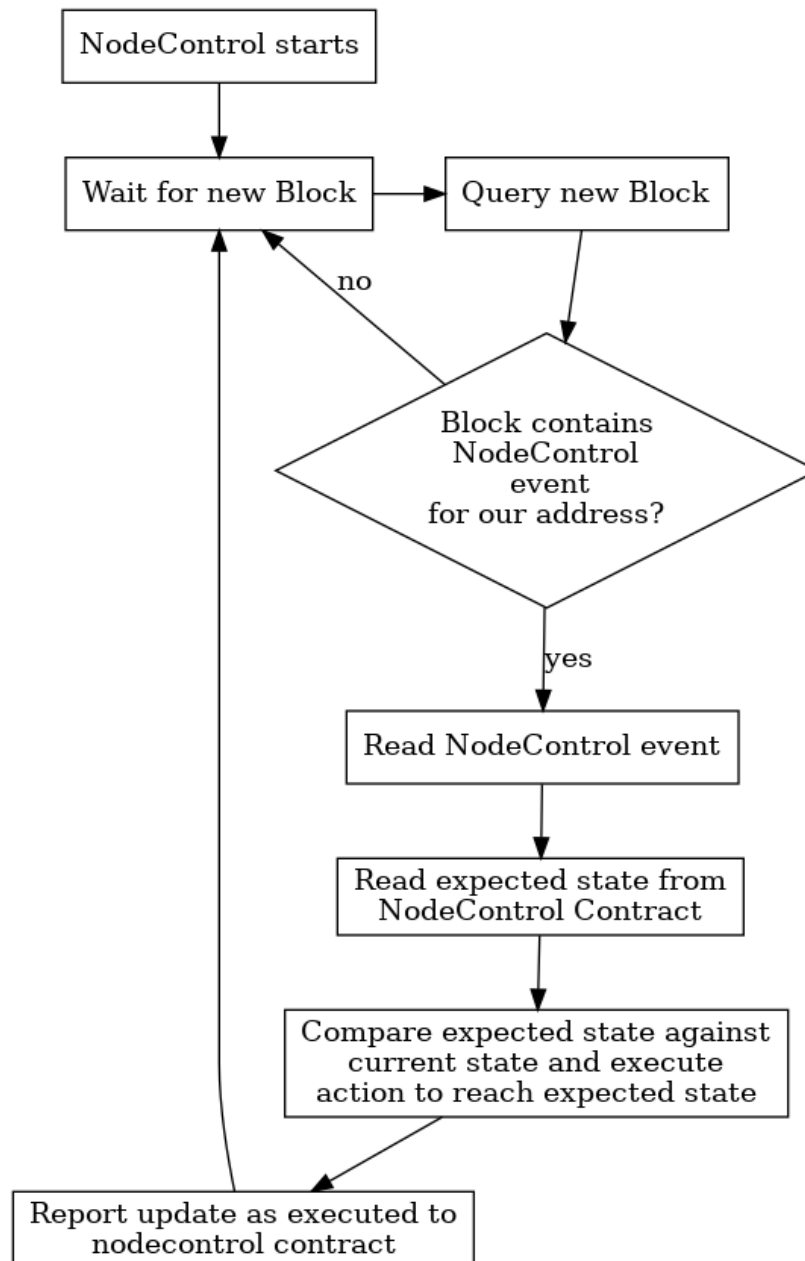 NodeControl starts
Wait for new Block
Query new Block
no
Block contains
NodeControl
event
for our address?
yes
Read NodeControl event
Read expected state from
NodeControl Contract
Compare expected state against
current state and execute
action to reach expected state
Report update as executed to
nodecontrol contract